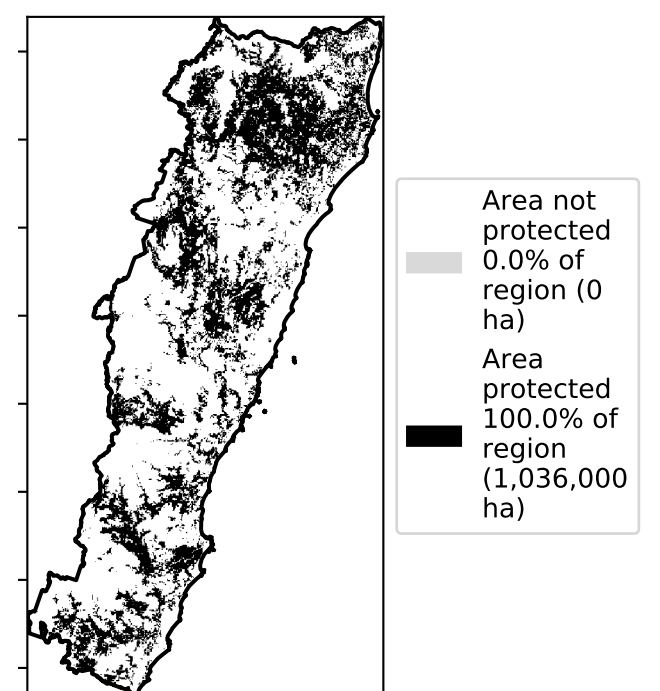 Area not
protected
0.0% of
region (0
ha)
Area
protected
100.0% of
region
(1,036,000
ha)